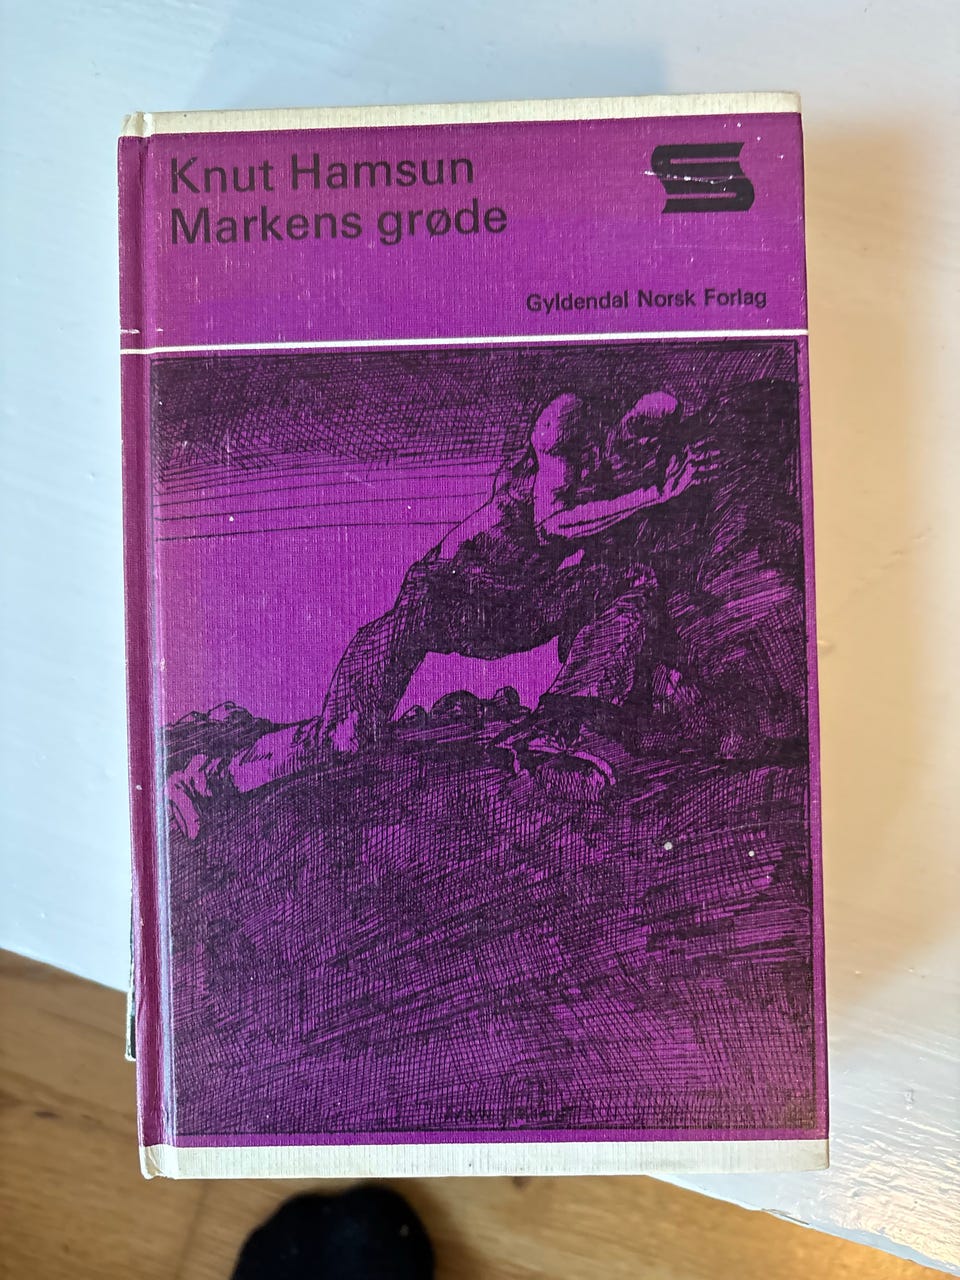 Knut Hamsun
Markens grøde
Gyldendal Norsk Forlag